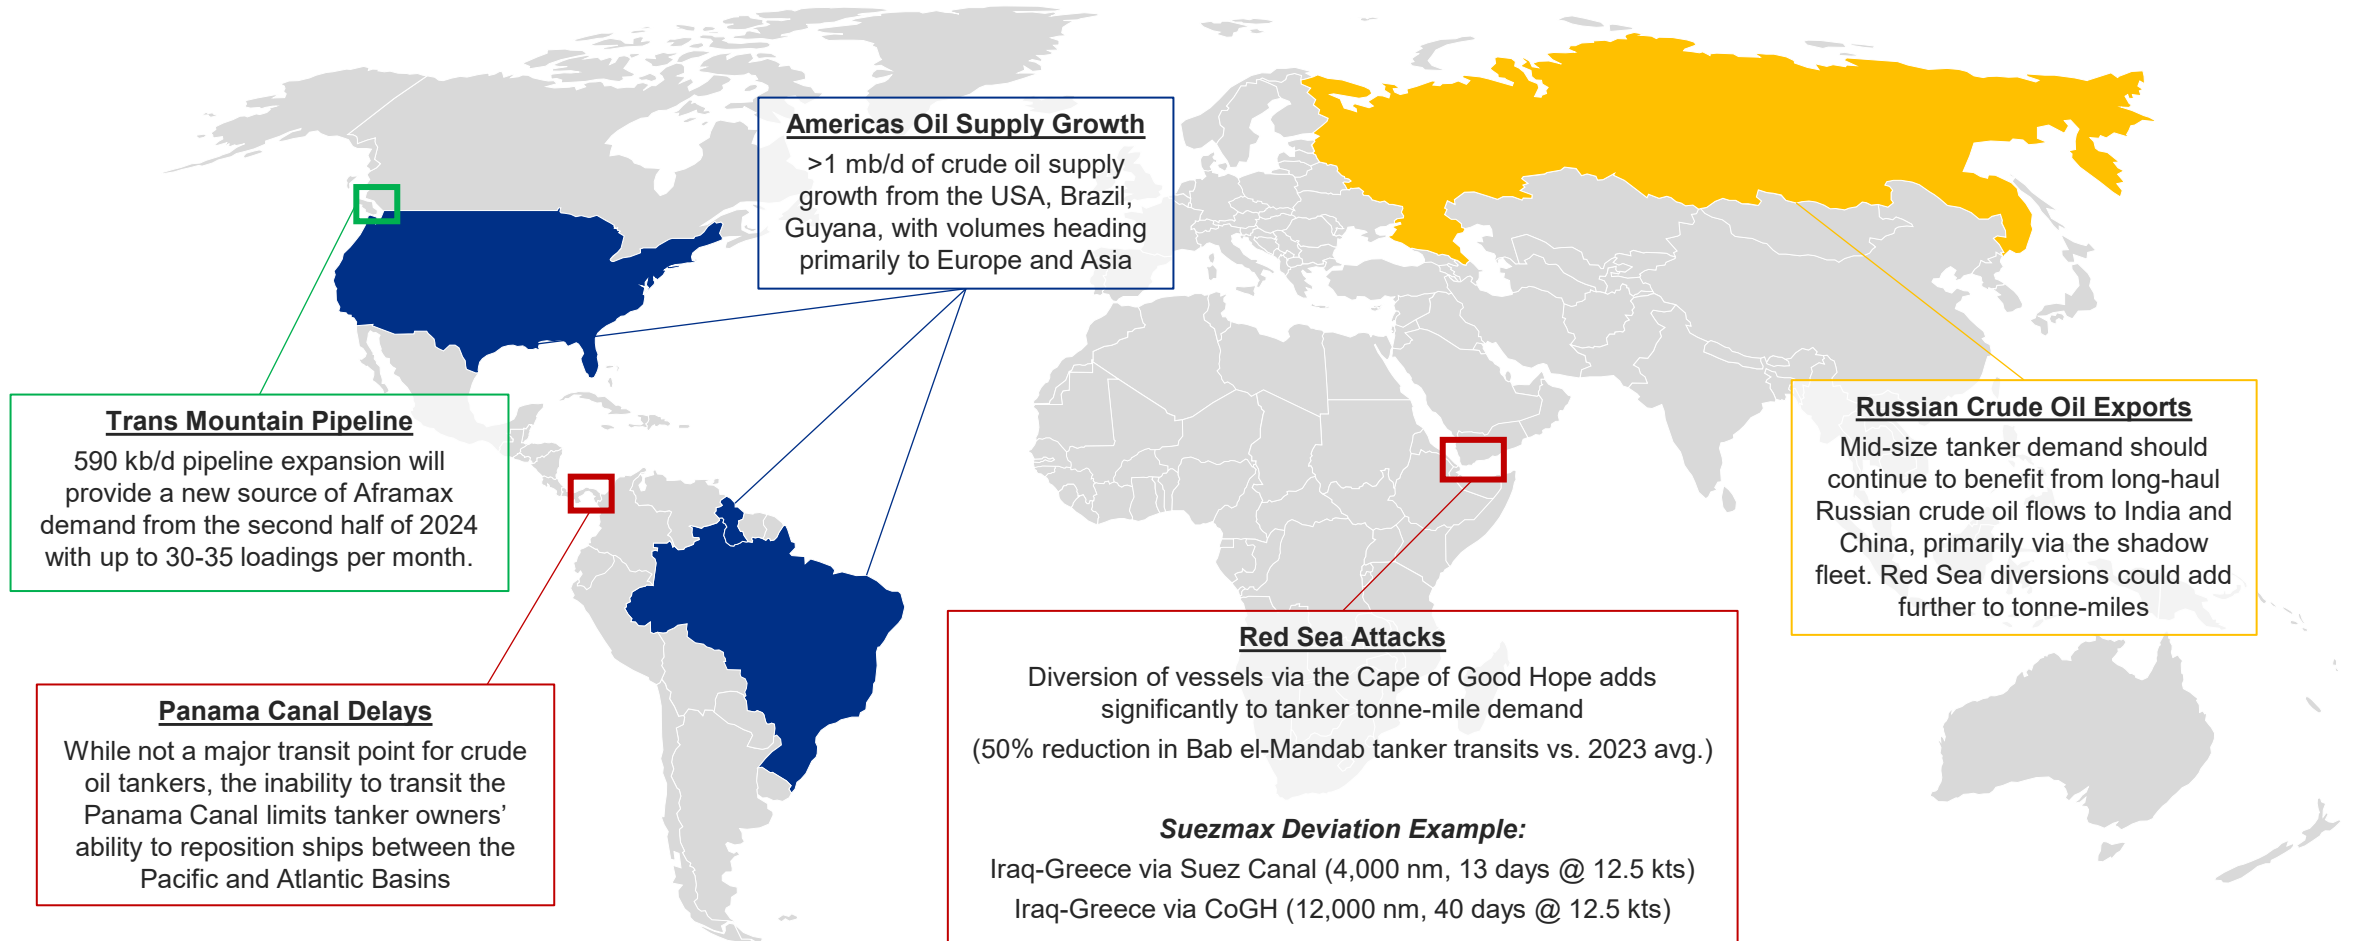 Americas Oil Supply Growth
>1 mb/d of crude oil supply
growth from the USA, Brazil,
Guyana, with volumes heading
primarily to Europe and Asia
Trans Mountain Pipeline
590 kb/d pipeline expansion will
provide a new source of Aframax
demand from the second half of 2024
with up to 30-35 loadings per month.
Russian Crude Oil Exports
Mid-size tanker demand should
continue to benefit from long-haul
Russian crude oil flows to India and
China, primarily via the shadow
fleet. Red Sea diversions could add
further to tonne-miles
Panama Canal Delays
While not a major transit point for crude
oil tankers, the inability to transit the
Panama Canal limits tanker owners’
ability to reposition ships between the
Pacific and Atlantic Basins
Red Sea Attacks
Diversion of vessels via the Cape of Good Hope adds
significantly to tanker tonne-mile demand
(50% reduction in Bab el-Mandab tanker transits vs. 2023 avg.)
Suezmax Deviation Example:
Iraq-Greece via Suez Canal (4,000 nm, 13 days @ 12.5 kts)
Iraq-Greece via CoGH (12,000 nm, 40 days @ 12.5 kts)